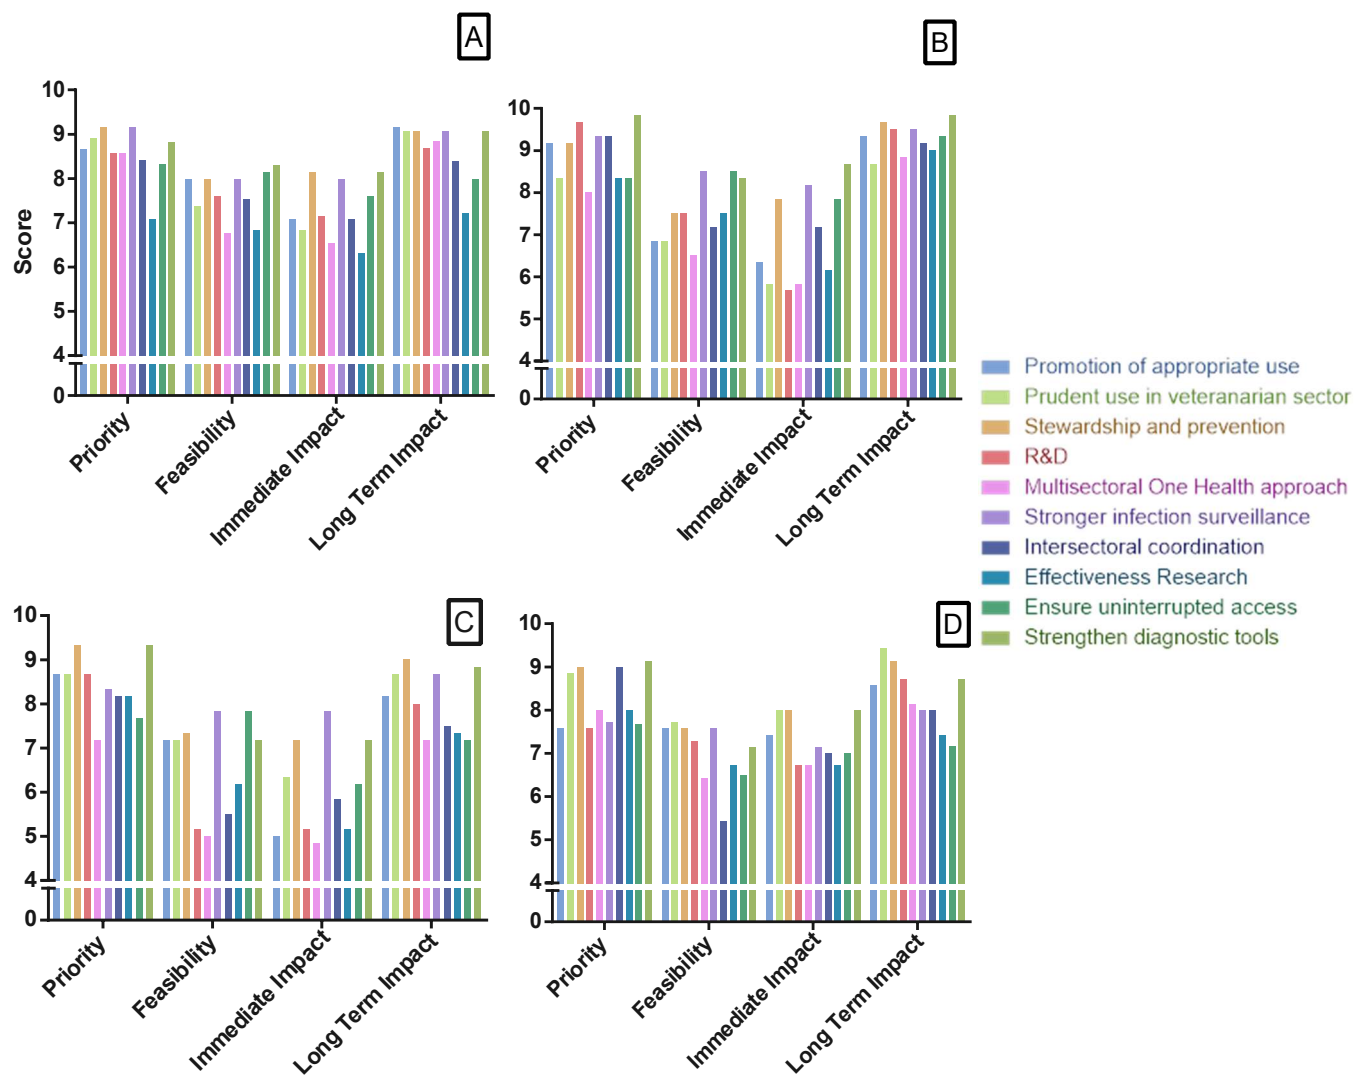 A
10
9
8
7
6
5
4
0
Score
Priority
Feasibility
Immediate Impact
Long Term Impact
B
10
9
8
7
6
5
4
0
Priority
Feasibility
Immediate Impact
Long Term Impact
Promotion of appropriate use
Prudent use in veteranarian sector
Stewardship and prevention
R&D
Multisectoral One Health approach
Stronger infection surveillance
Intersectoral coordination
Effectiveness Research
Ensure uninterrupted access
Strengthen diagnostic tools
C
10
9
8
7
6
5
4
0
Priority
Feasibility
Immediate Impact
Long Term Impact
D
10
9
8
7
6
5
4
0
Priority
Feasibility
Immediate Impact
Long Term Impact